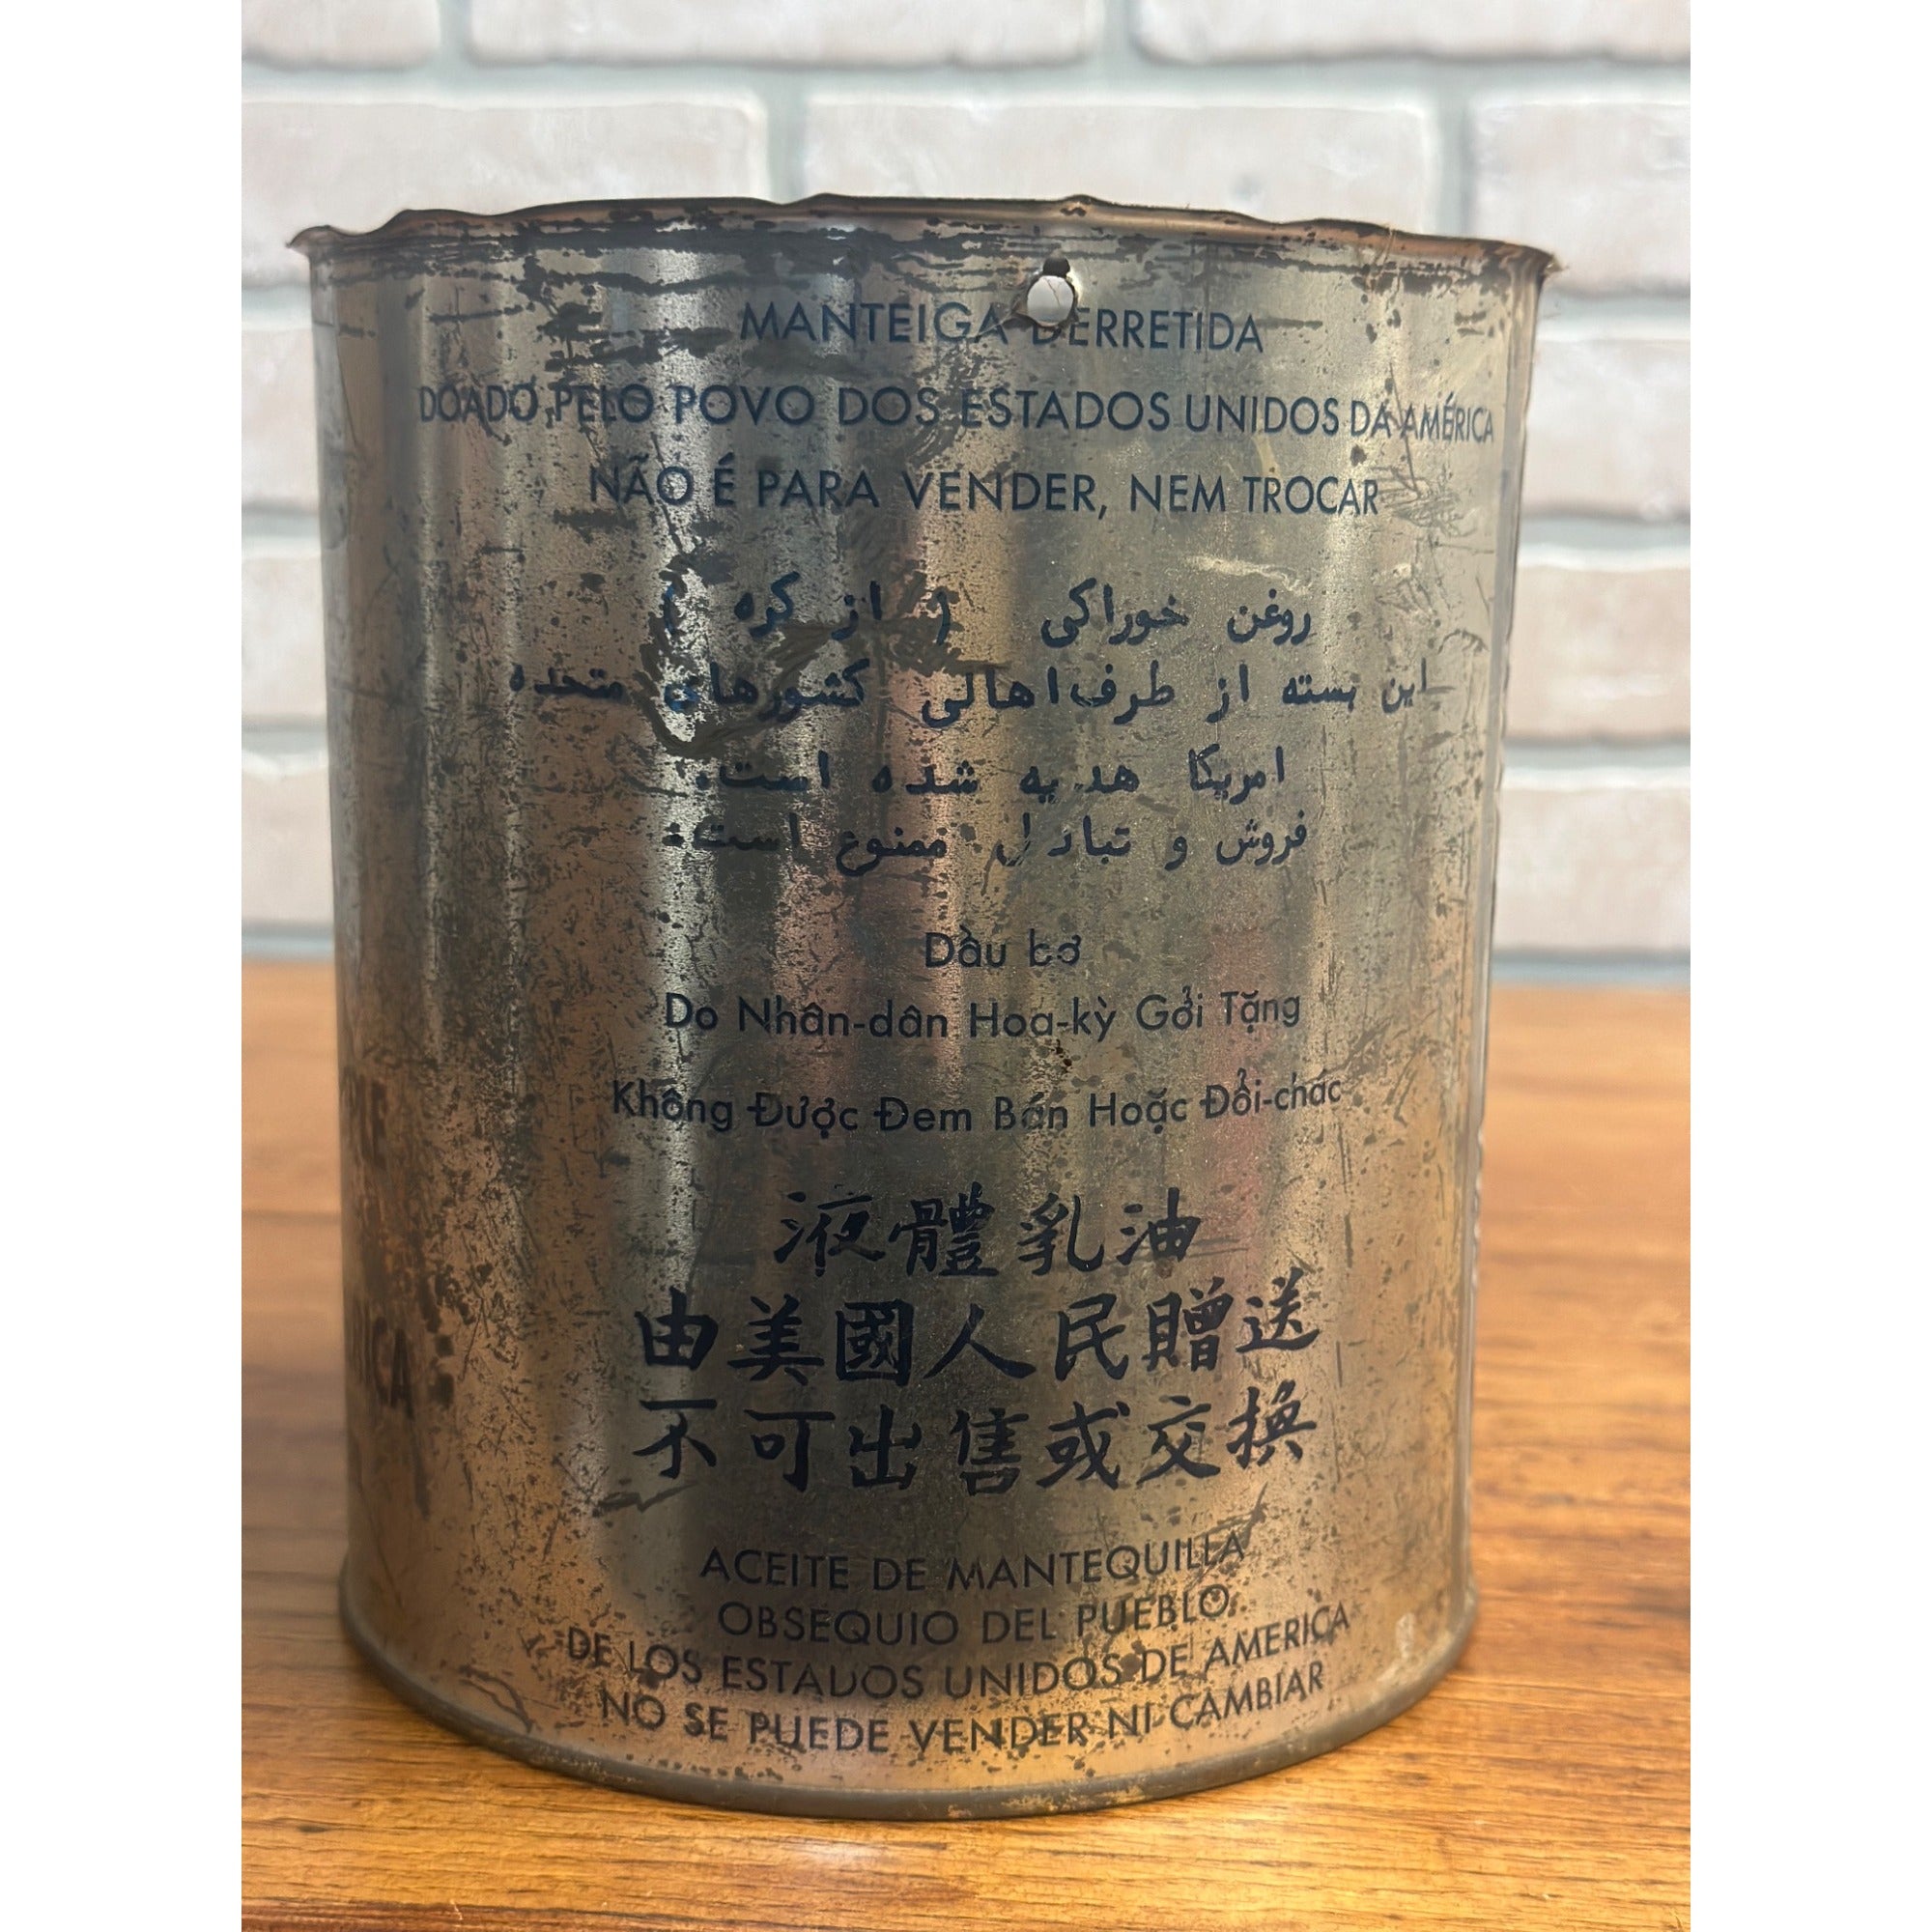 MANTEIGA DERRETIDA
DOADO PELO POVO DOS ESTADOS UNIDOS DA AMÉRICA
NÃO É PARA VENDER, NEM TROCAR
روغن خوراکی ( از کره )
این بسته از طرف اهالی کشورهای متحده
امریکا هدیه شده است.
فروش و تبادل ممنوع است.
Dầu bơ
Do Nhân-dân Hoa-kỳ Gởi Tặng
Không Được Đem Bán Hoặc Đổi-chác
液體乳油
由美國人民贈送
不可出售或交換
ACEITE DE MANTEQUILLA
OBSEQUIO DEL PUEBLO
DE LOS ESTADOS UNIDOS DE AMERICA
NO SE PUEDE VENDER NI CAMBIAR